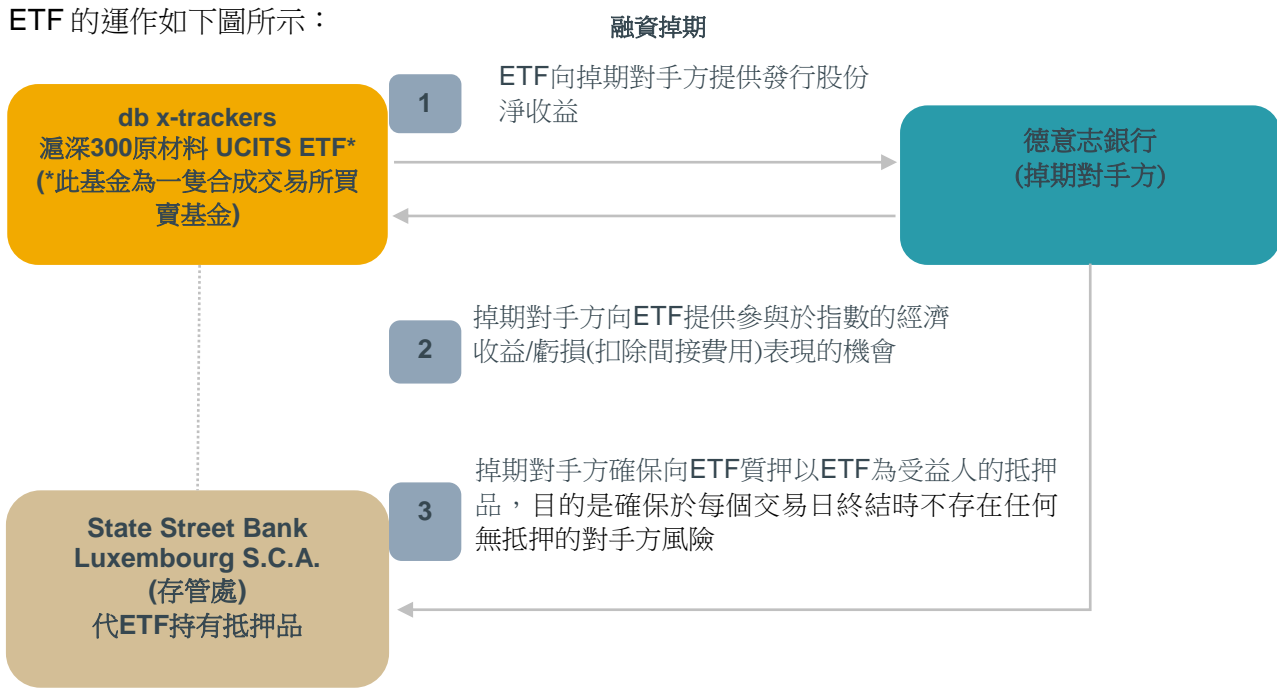 ETF 的運作如下圖所示：
融資掉期
db x-trackers
滬深300原材料 UCITS ETF*
(*此基金為一隻合成交易所買
賣基金)
1
ETF向掉期對手方提供發行股份
淨收益
德意志銀行
(掉期對手方)
2
掉期對手方向ETF提供參與於指數的經濟
收益/虧損(扣除間接費用)表現的機會
3
掉期對手方確保向ETF質押以ETF為受益人的抵押
品，目的是確保於每個交易日終結時不存在任何
無抵押的對手方風險
State Street Bank
Luxembourg S.C.A.
(存管處)
代ETF持有抵押品